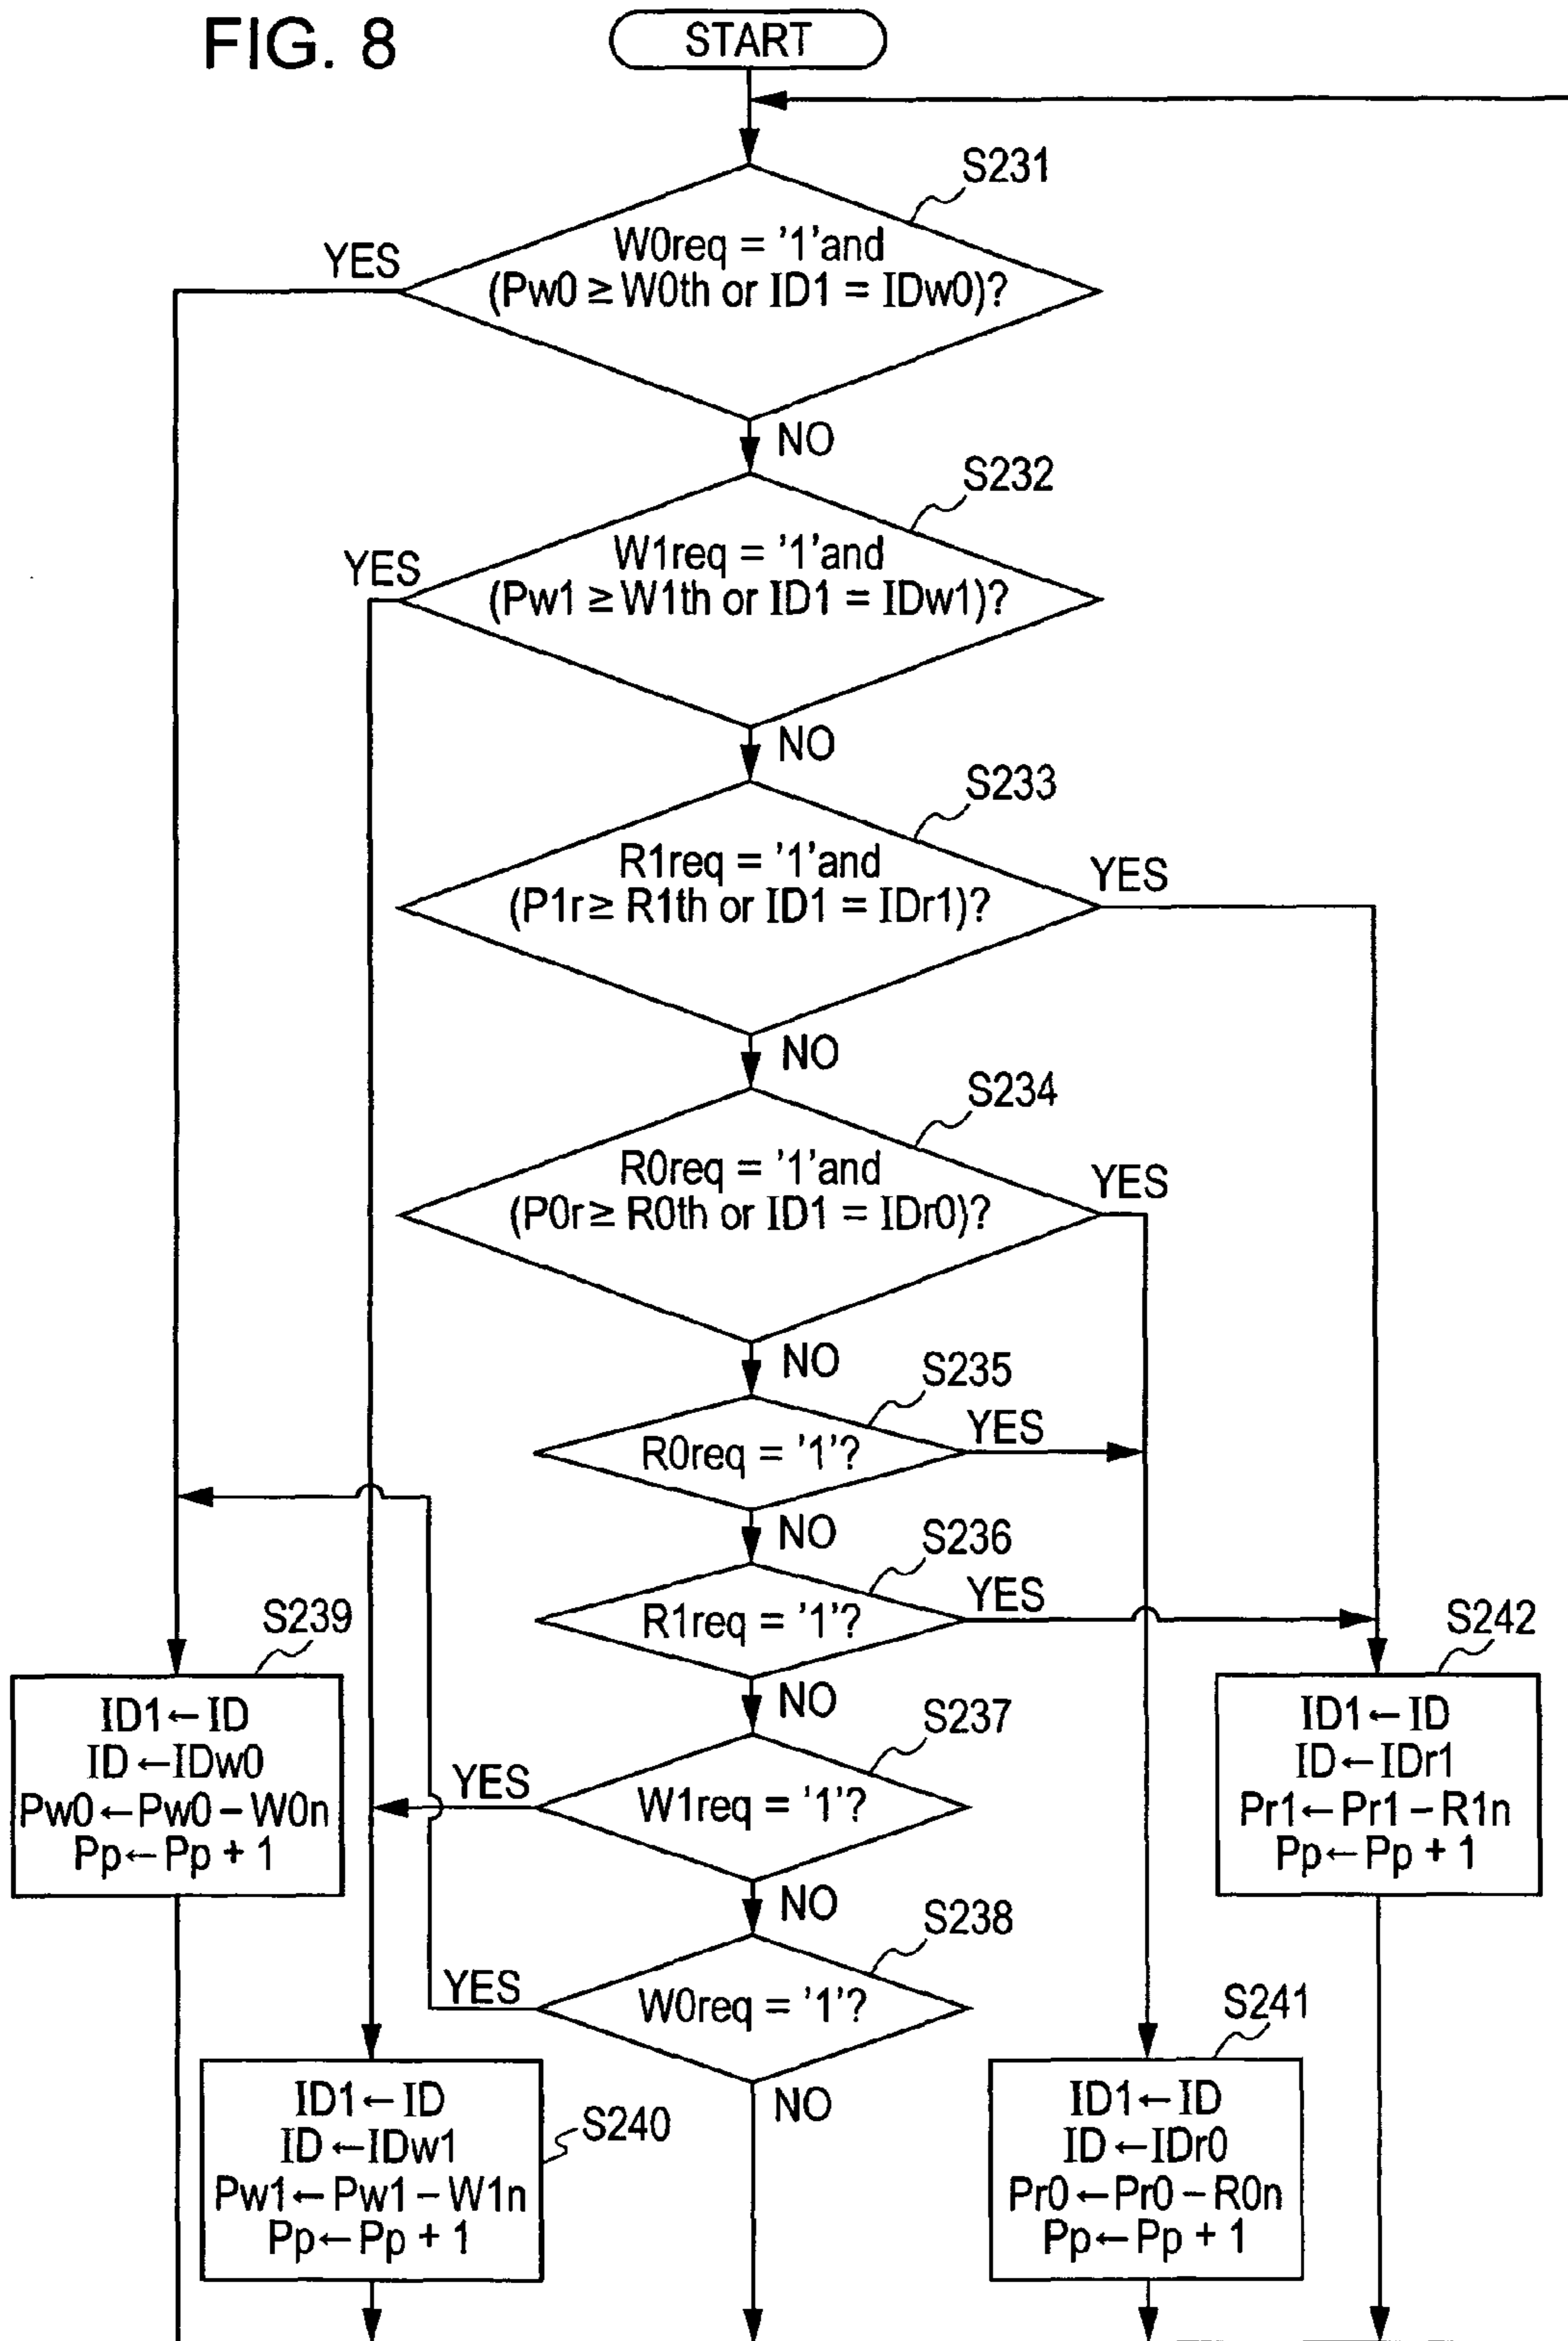 FIG. 8
START
S231
W0req = '1'and
(Pw0 ≥ W0th or ID1 = IDw0)?
YES
NO
S232
W1req = '1'and
(Pw1 ≥ W1th or ID1 = IDw1)?
YES
NO
S233
R1req = '1'and
(P1r ≥ R1th or ID1 = IDr1)?
YES
NO
S234
R0req = '1'and
(P0r ≥ R0th or ID1 = IDr0)?
YES
NO
S235
R0req = '1'?
YES
NO
S236
R1req = '1'?
YES
NO
S237
W1req = '1'?
YES
NO
S238
W0req = '1'?
YES
NO
S239
ID1←ID
ID←IDw0
Pw0←Pw0 – W0n
Pp←Pp + 1
S242
ID1←ID
ID←IDr1
Pr1←Pr1 – R1n
Pp←Pp + 1
S240
ID1←ID
ID←IDw1
Pw1←Pw1 – W1n
Pp←Pp + 1
S241
ID1←ID
ID←IDr0
Pr0←Pr0 – R0n
Pp←Pp + 1